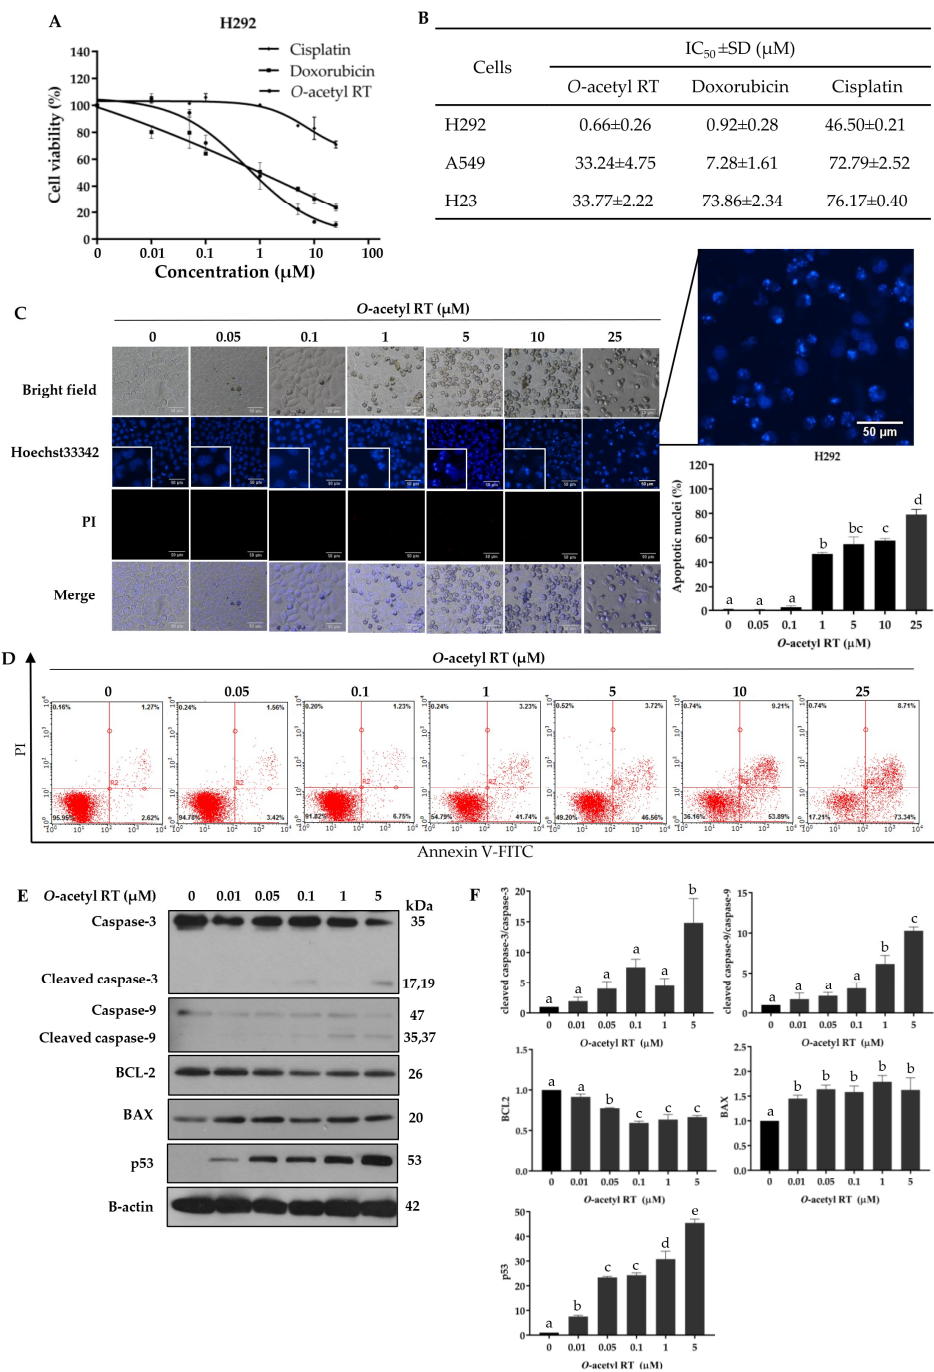 A
H292
Cisplatin
Doxorubicin
O-acetyl RT
Cell viability (%)
140
120
100
80
60
40
20
0
0 0.01 0.1 1 10 100
Concentration (µM)
B
Cells
IC50 ±SD (µM)
O-acetyl RT Doxorubicin Cisplatin
H292 0.66±0.26 0.92±0.28 46.50±0.21
A549 33.24±4.75 7.28±1.61 72.79±2.52
H23 33.77±2.22 73.86±2.34 76.17±0.40
C
O-acetyl RT (µM)
0 0.05 0.1 1 5 10 25
Bright field
Hoechst33342
PI
Merge
50 µm
H292
Apoptotic nuclei (%)
120
100
80
60
40
20
0
a a a b bc c d
0 0.05 0.1 1 5 10 25
O-acetyl RT (µM)
D
O-acetyl RT (µM)
0 0.05 0.1 1 5 10 25
PI
0.16% 1.27% 0.24% 1.56% 0.20% 1.23% 0.24% 3.23% 0.52% 3.72% 0.74% 9.21% 0.74% 8.71%
95.95% 2.62% 94.78% 3.42% 91.82% 6.75% 54.79% 41.74% 49.20% 46.56% 36.16% 53.89% 17.21% 73.34%
Annexin V-FITC
E
O-acetyl RT (µM) 0 0.01 0.05 0.1 1 5
kDa
Caspase-3 35
Cleaved caspase-3 17,19
Caspase-9 47
Cleaved caspase-9 35,37
BCL-2 26
BAX 20
p53 53
B-actin 42
F
cleaved caspase-3/caspase-3
20
15
10
5
0
a a a a a b
0 0.01 0.05 0.1 1 5
O-acetyl RT (µM)
cleaved caspase-9/caspase-9
15
10
5
0
a a a a b c
0 0.01 0.05 0.1 1 5
O-acetyl RT (µM)
BCL2
1.5
1.0
0.5
0.0
a a b c c c
0 0.01 0.05 0.1 1 5
O-acetyl RT (µM)
BAX
2.5
2.0
1.5
1.0
0.5
0.0
a b b b b b
0 0.01 0.05 0.1 1 5
O-acetyl RT (µM)
p53
50
40
30
20
10
0
a b c c d e
0 0.01 0.05 0.1 1 5
O-acetyl RT (µM)